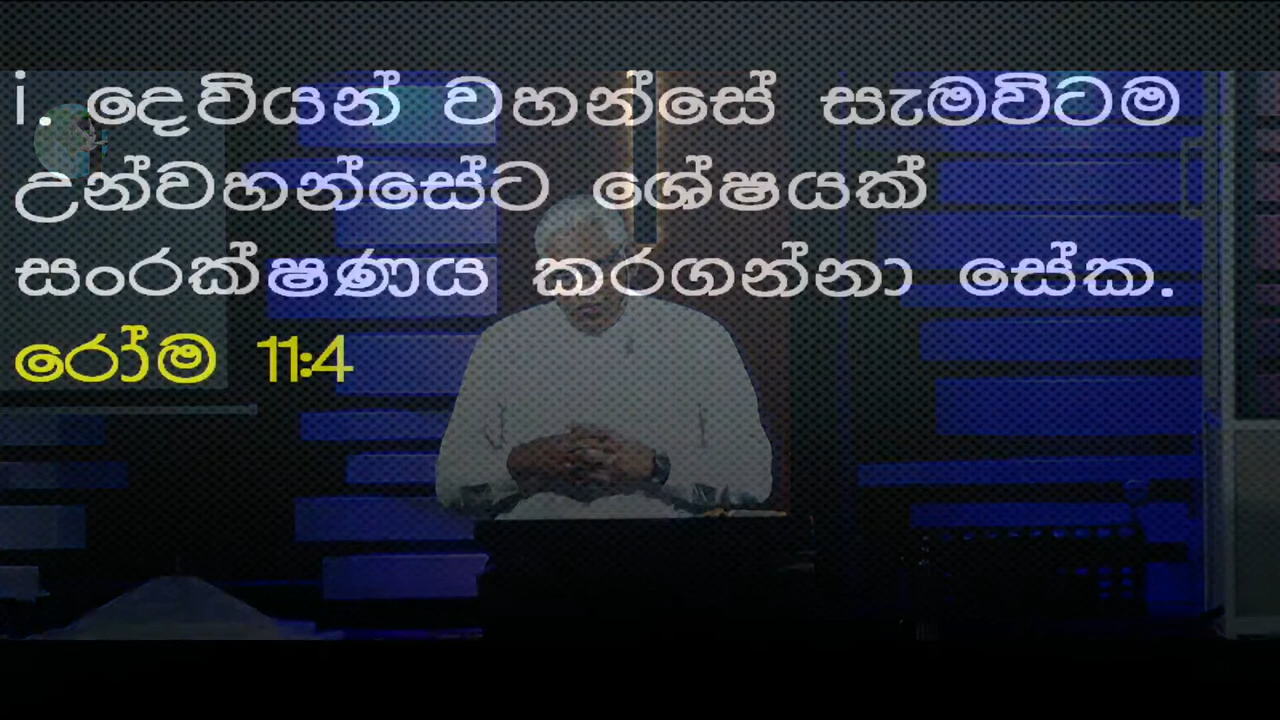 i. දෙවියන් වහන්සේ සැමවිටම
උන්වහන්සේට ශේෂයක්
සංරක්ෂණය කරගන්නා සේක.
රෝම 11:4